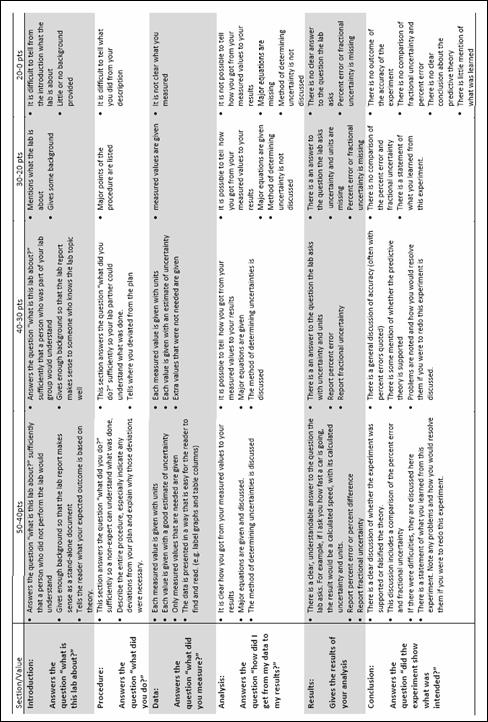 Section/Value
50-40pts
40-30 pts
30-20 pts
20-0 pts
Introduction:
Answers the
question "what is
this lab about?"
• Answers the question "what is this lab about?" sufficiently
that a person who did not perform the lab would
understand
• Gives enough background so that the lab report makes
sense as a stand-alone document
• Tells the reader what your expected outcome is based on
theory.
• Answers the question "what is this lab about?"
sufficiently that a person who was part of your lab
group would understand
• Gives enough background so that the lab report
makes sense to someone who knows the lab topic
well
• Mentions what the lab is
about
• Gives some background
• It is difficult to tell from
the introduction what the
lab is about
• Little or no background
provided
Procedure:
Answers the
question "what did
you do?"
• This section answers the question "what did you do?"
sufficiently so a non-expert can understand what was done.
• Describe the entire procedure, especially indicate any
deviations from your plan and explain why those deviations
were necessary.
• This section answers the question "what did you
do?" sufficiently so your lab partner could
understand what was done.
• Tells where you deviated from the plan
• Major points of the
procedure are listed
• It is difficult to tell what
you did from your
description
Data:
Answers the
question "what did
you measure?"
• Each measured value is given with units
• Each value is given with a good estimate of uncertainty
• Only measured values that are needed are given
• The data is presented in a way that is easy for the reader to
find and read. (e.g. label graphs and table columns)
• Each measured value is given with units
• Each value is given with an estimate of uncertainty
• Extra values that were not needed are given
• measured values are given
• It is not clear what you
measured
Analysis:
Answers the
question "how did I
get from my data to
my results?"
• It is clear how you got from your measured values to your
results
• Major equations are given and discussed.
• The method of determining uncertainties is discussed
• It is possible to tell how you got from your
measured values to your results
• Major equations are given
• The method of determining uncertainties is
discussed
• It is possible to tell how
you got from your
measured values to your
results
• Major equations are given
• Method of determining
uncertainty is not
discussed
• It is not possible to tell
how you got from your
measured values to your
results
• Major equations are
missing
• Method of determining
uncertainty is not
discussed
Results:
Gives the results of
your analysis
• There is a clear, understandable answer to the question the
lab asks. For example, if I ask you how fast a car is going,
the result would be a calculated speed, with its calculated
uncertainty and units.
• Report percent error or percent difference
• Report fractional uncertainty
• There is a an answer to the question the lab asks
with uncertainty and units
• Report percent error
• Report fractional uncertainty
• There is a an answer to
the question the lab asks
• uncertainty and units are
missing
• Percent error or fractional
uncertainty is missing
• There is no clear answer
to the question the lab
asks
• Percent error or fractional
uncertainty is missing
Conclusion:
Answers the
question "did the
experiment show
what was
intended?"
• There is a clear discussion of whether the experiment was
supported or falsified the theory.
• This discussion includes a comparison of the percent error
and fractional uncertainty
• If there were difficulties, they are discussed here
• There is a statement of what you learned from this
experiment. Note any problems and how you would resolve
them if you were to redo this experiment.
• There is a general discussion of accuracy (often with
percent errors quoted)
• There is some mention of whether the predictive
theory is supported
• Problems are noted and how you would resolve
them if you were to redo this experiment is
discussed.
• There is no comparison of
the percent error and
fractional uncertainty
• There is a statement of
what you learned from
this experiment.
• There is no outcome of
the accuracy of the
experiment
• There is no comparison of
fractional uncertainty and
percent error
• There is no clear
conclusion about the
predictive theory
• There is little mention of
what was learned